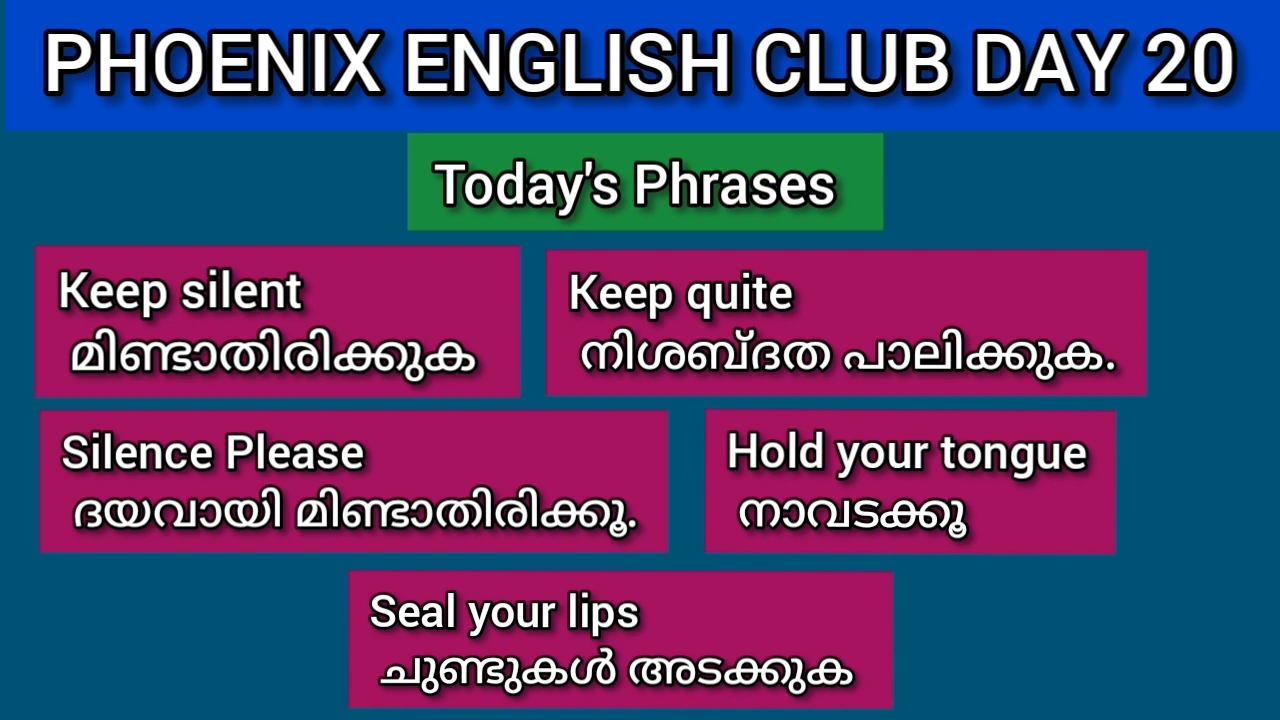 PHOENIX ENGLISH CLUB DAY 20
Today's Phrases
Keep silent
മിണ്ടാതിരിക്കുക
Keep quite
നിശബ്ദത പാലിക്കുക.
Silence Please
ദയവായി മിണ്ടാതിരിക്കൂ.
Hold your tongue
നാവടക്കൂ
Seal your lips
ചുണ്ടുകൾ അടക്കുക